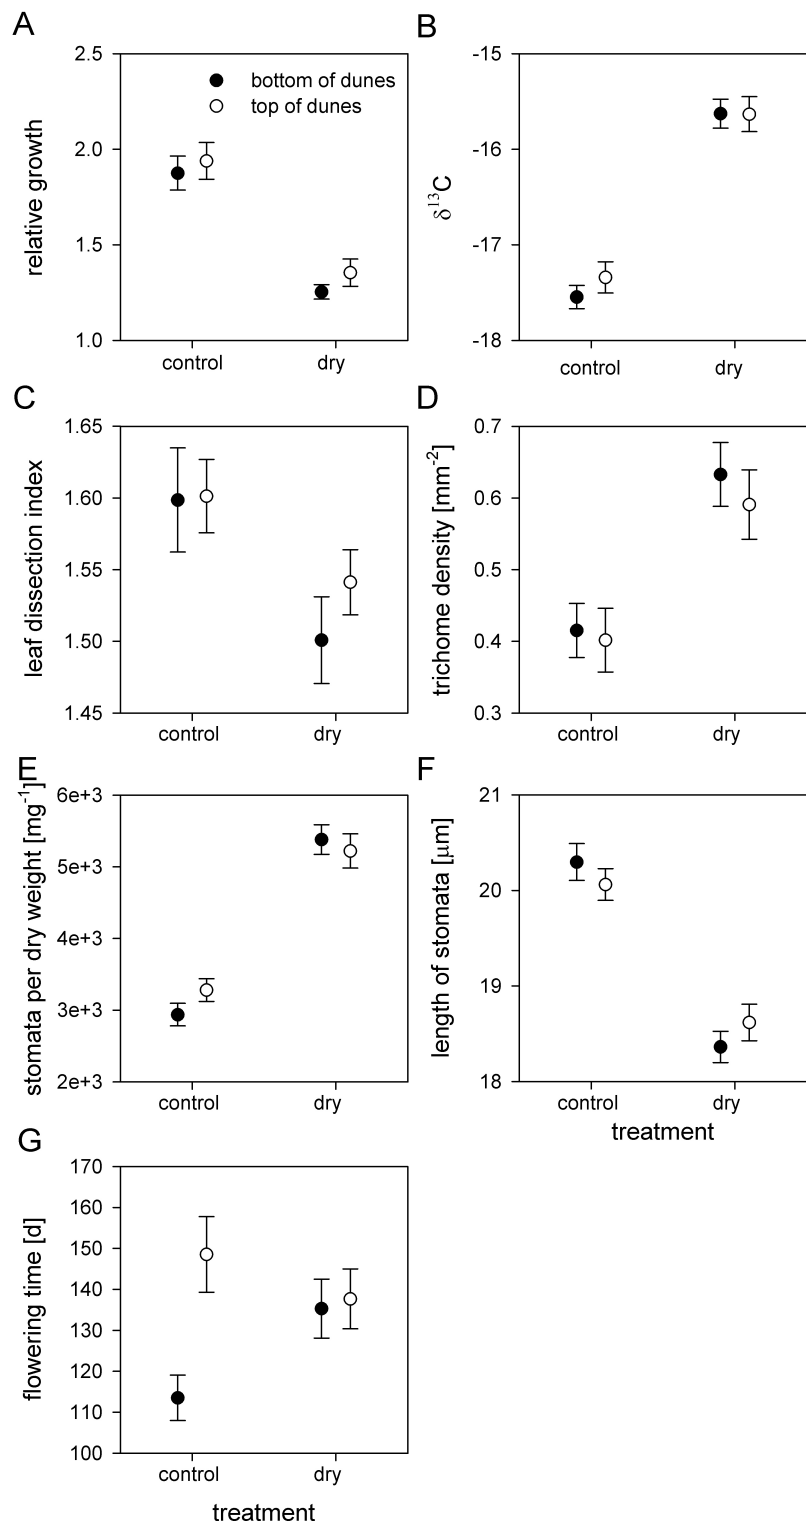 A
2.5
2.0
1.5
1.0
relative growth
bottom of dunes
top of dunes
control dry
B
-15
-16
-17
-18
δ¹³C
control dry
C
1.65
1.60
1.55
1.50
1.45
leaf dissection index
control dry
D
0.7
0.6
0.5
0.4
0.3
trichome density [mm⁻²]
control dry
E
6e+3
5e+3
4e+3
3e+3
2e+3
stomata per dry weight [mg⁻¹]
control dry
F
21
20
18
18
length of stomata [µm]
control dry
treatment
G
170
160
150
140
130
120
110
100
flowering time [d]
control dry
treatment